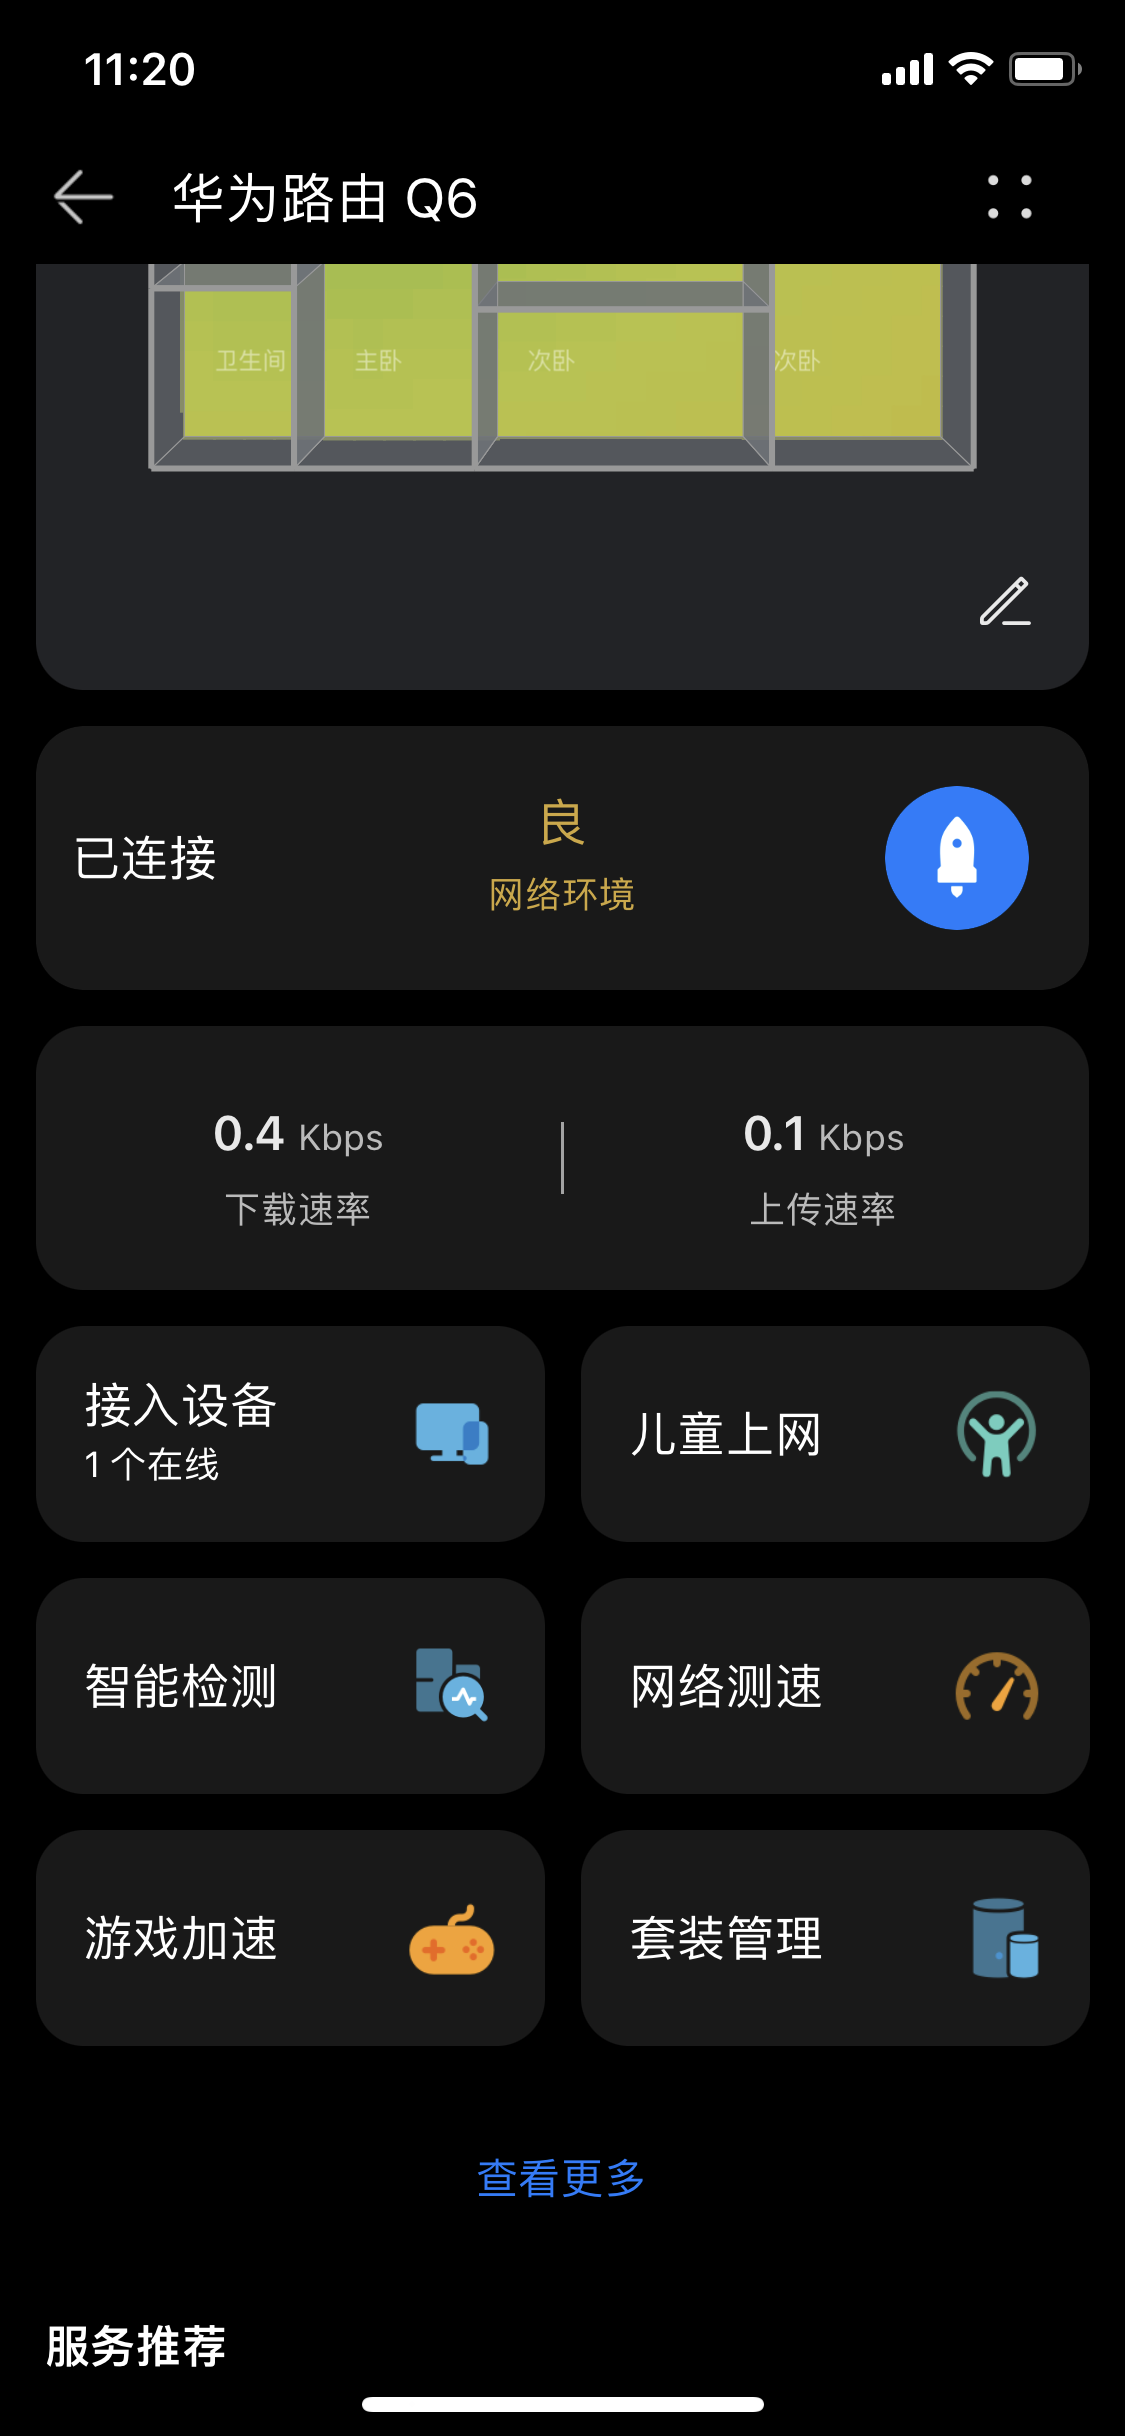 11:20
华为路由 Q6
卫生间 主卧 次卧 次卧
已连接
良
网络环境
0.4 Kbps
下载速率
0.1 Kbps
上传速率
接入设备
1 个在线
儿童上网
智能检测
网络测速
游戏加速
套装管理
查看更多
服务推荐